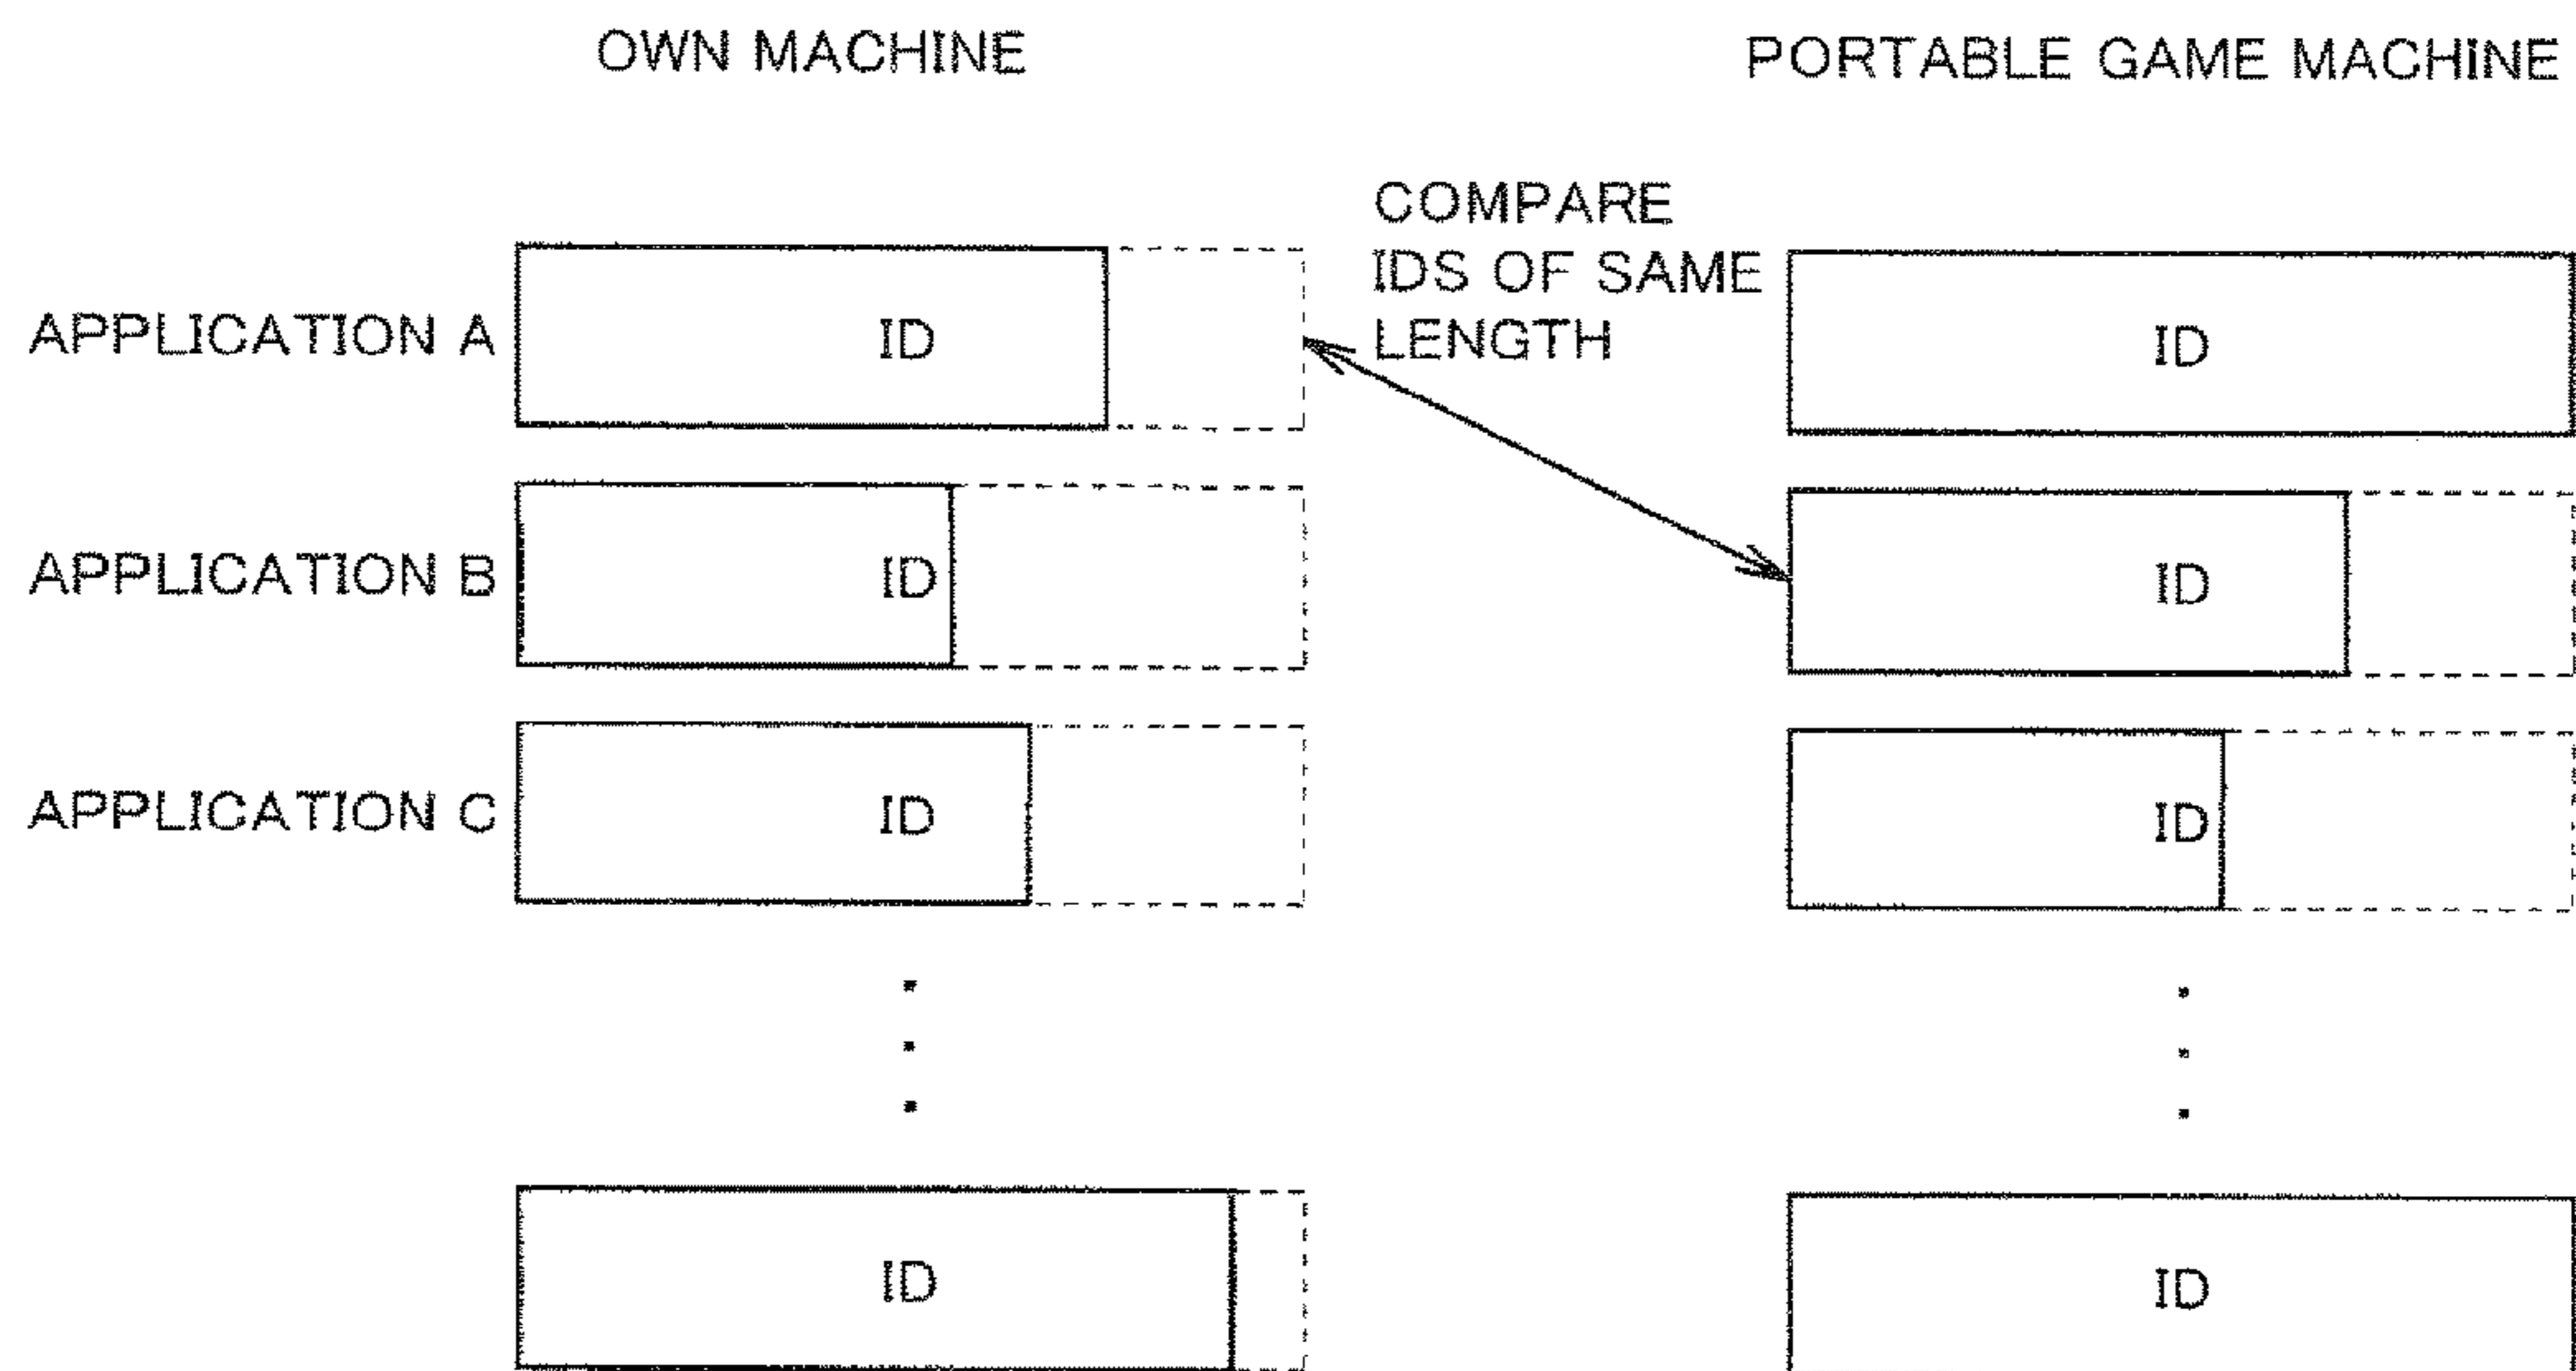 OWN MACHINE
PORTABLE GAME MACHINE
COMPARE
IDS OF SAME
LENGTH
APPLICATION A
ID
ID
APPLICATION B
ID
ID
APPLICATION C
ID
ID
ID
ID